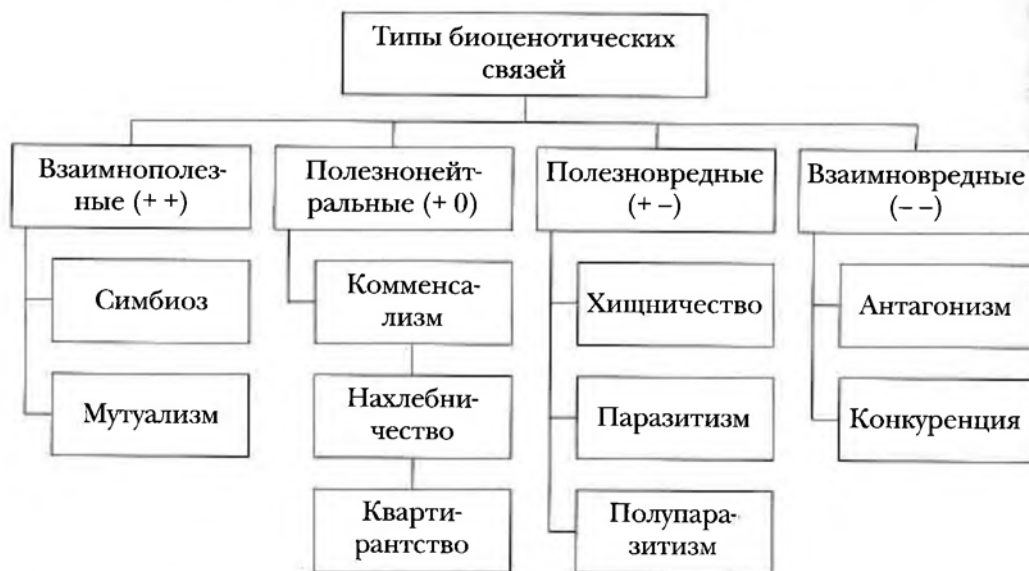 Типы биоценотических
связей
Взаимнополез-
ные (+ +)
Полезнонейт-
ральные (+ 0)
Полезновредные
(+ –)
Взаимновредные
(– –)
Симбиоз
Мутуализм
Комменса-
лизм
Нахлебни-
чество
Кварти-
рантство
Хищничество
Паразитизм
Полупара-
зитизм
Антагонизм
Конкуренция